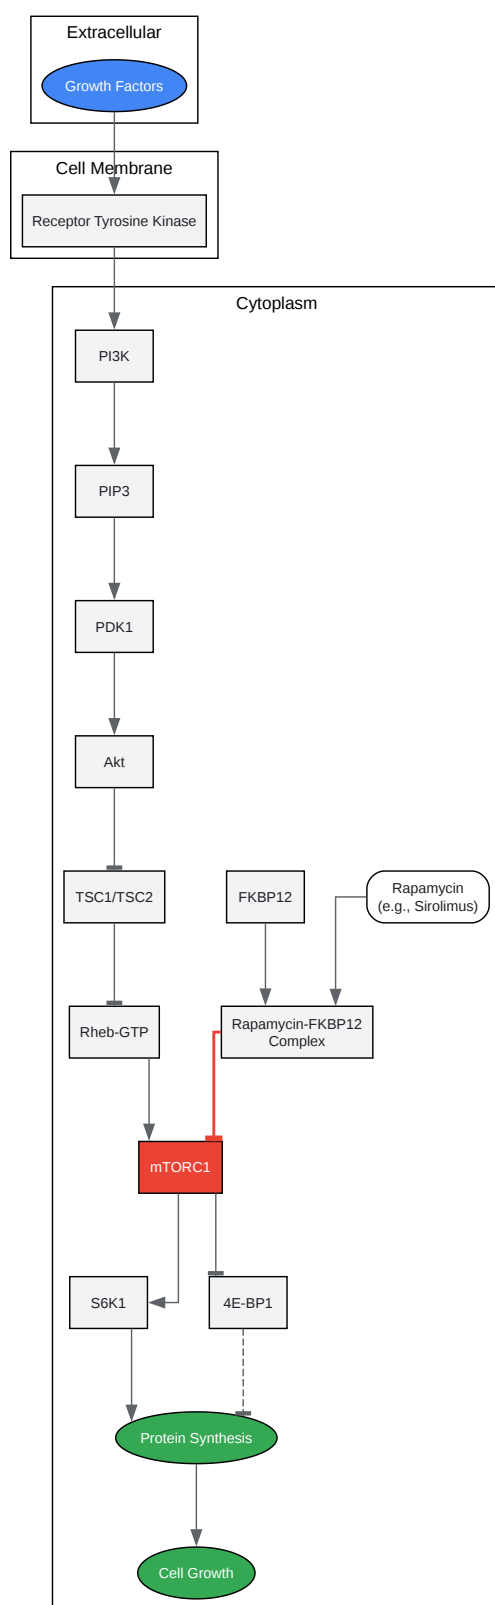 Extracellular
Growth Factors
Cell Membrane
Receptor Tyrosine Kinase
Cytoplasm
PI3K
PIP3
PDK1
Akt
TSC1/TSC2
FKBP12
Rapamycin
(e.g., Sirolimus)
Rheb-GTP
Rapamycin-FKBP12
Complex
mTORC1
S6K1
4E-BP1
Protein Synthesis
Cell Growth